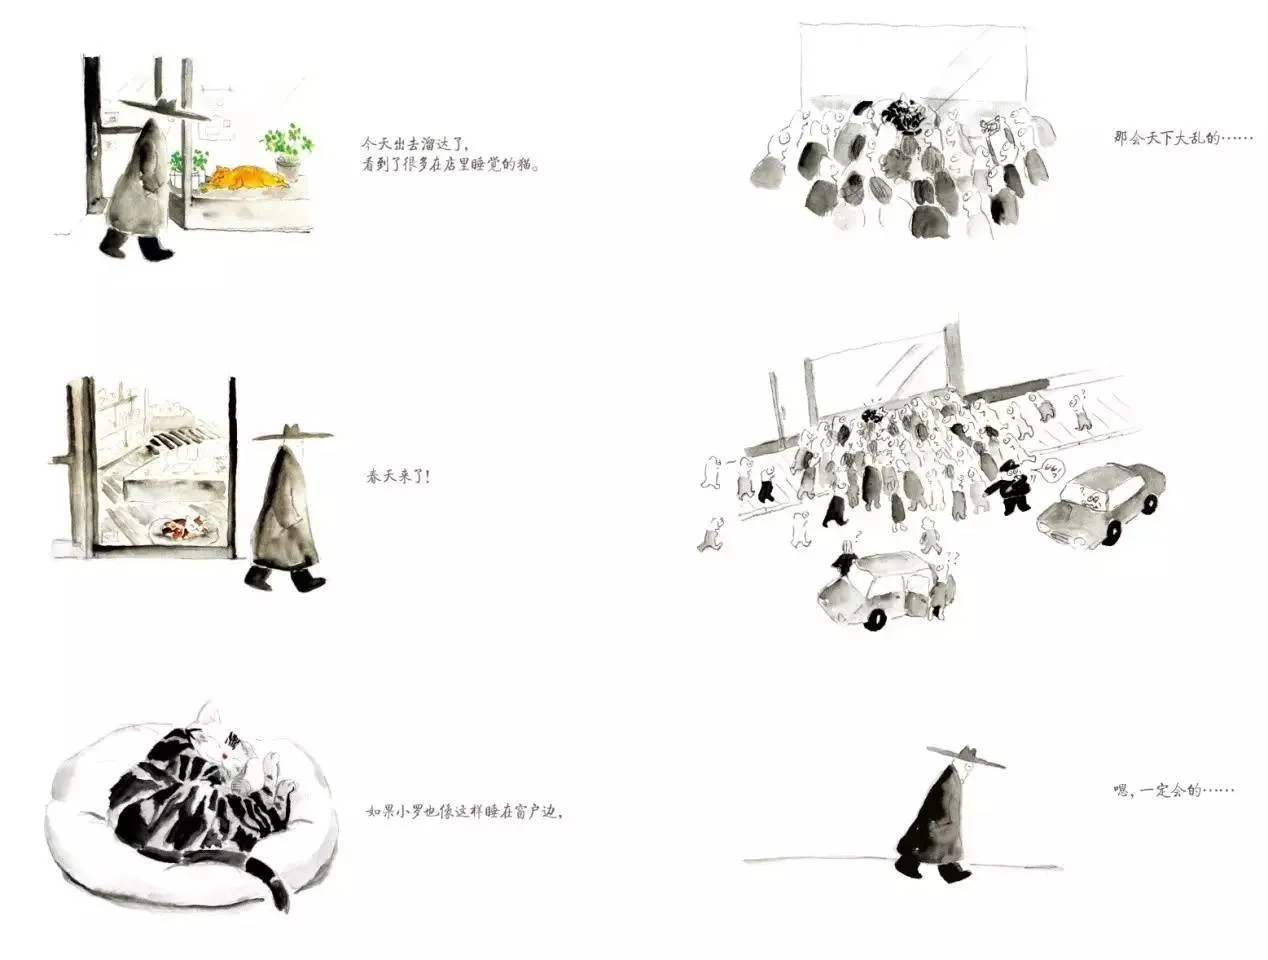 今天出去溜达了，
看到了很多在店里睡觉的猫。
春天来了！
如果小罗也像这样睡在窗户边，
那会天下大乱的……
嗯，一定会的……